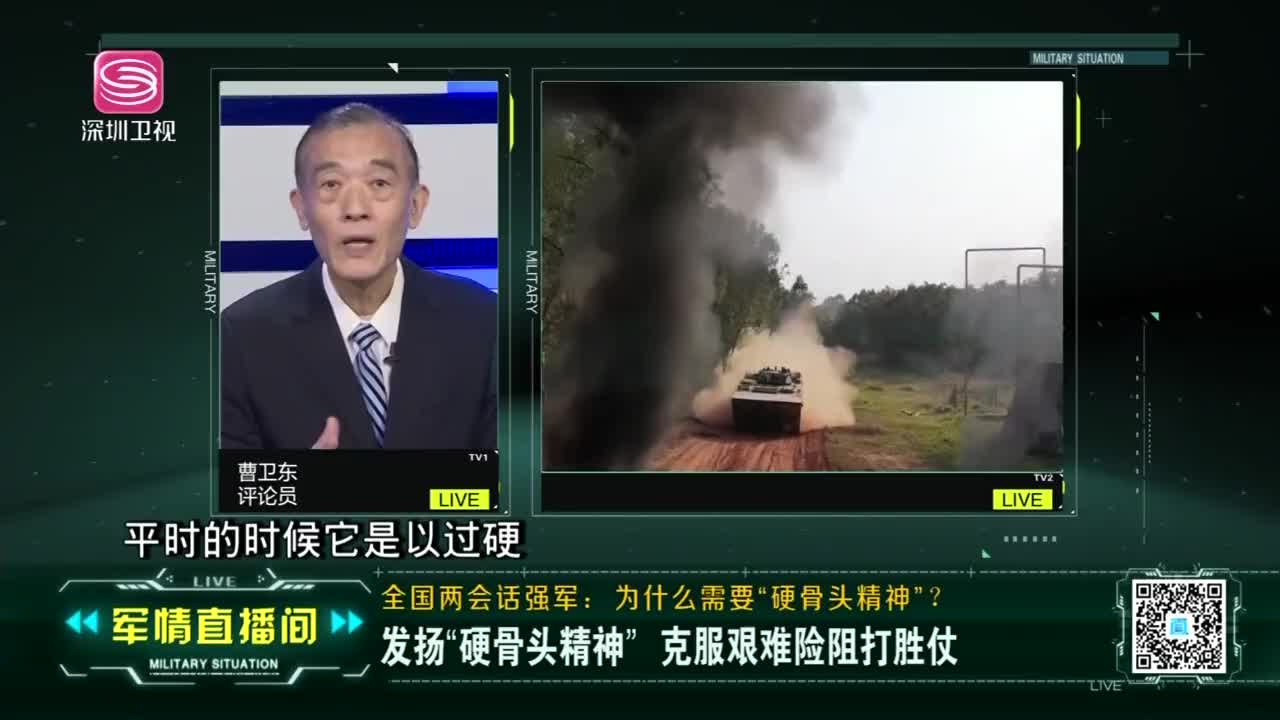 MILITARY SITUATION
深圳卫视
MILITARY
MILITARY
TV1
曹卫东
评论员
LIVE
TV2
LIVE
平时的时候它是以过硬
LIVE
军情直播间
MILITARY SITUATION
全国两会话强军：为什么需要“硬骨头精神”？
发扬“硬骨头精神” 克服艰难险阻打胜仗
LIVE